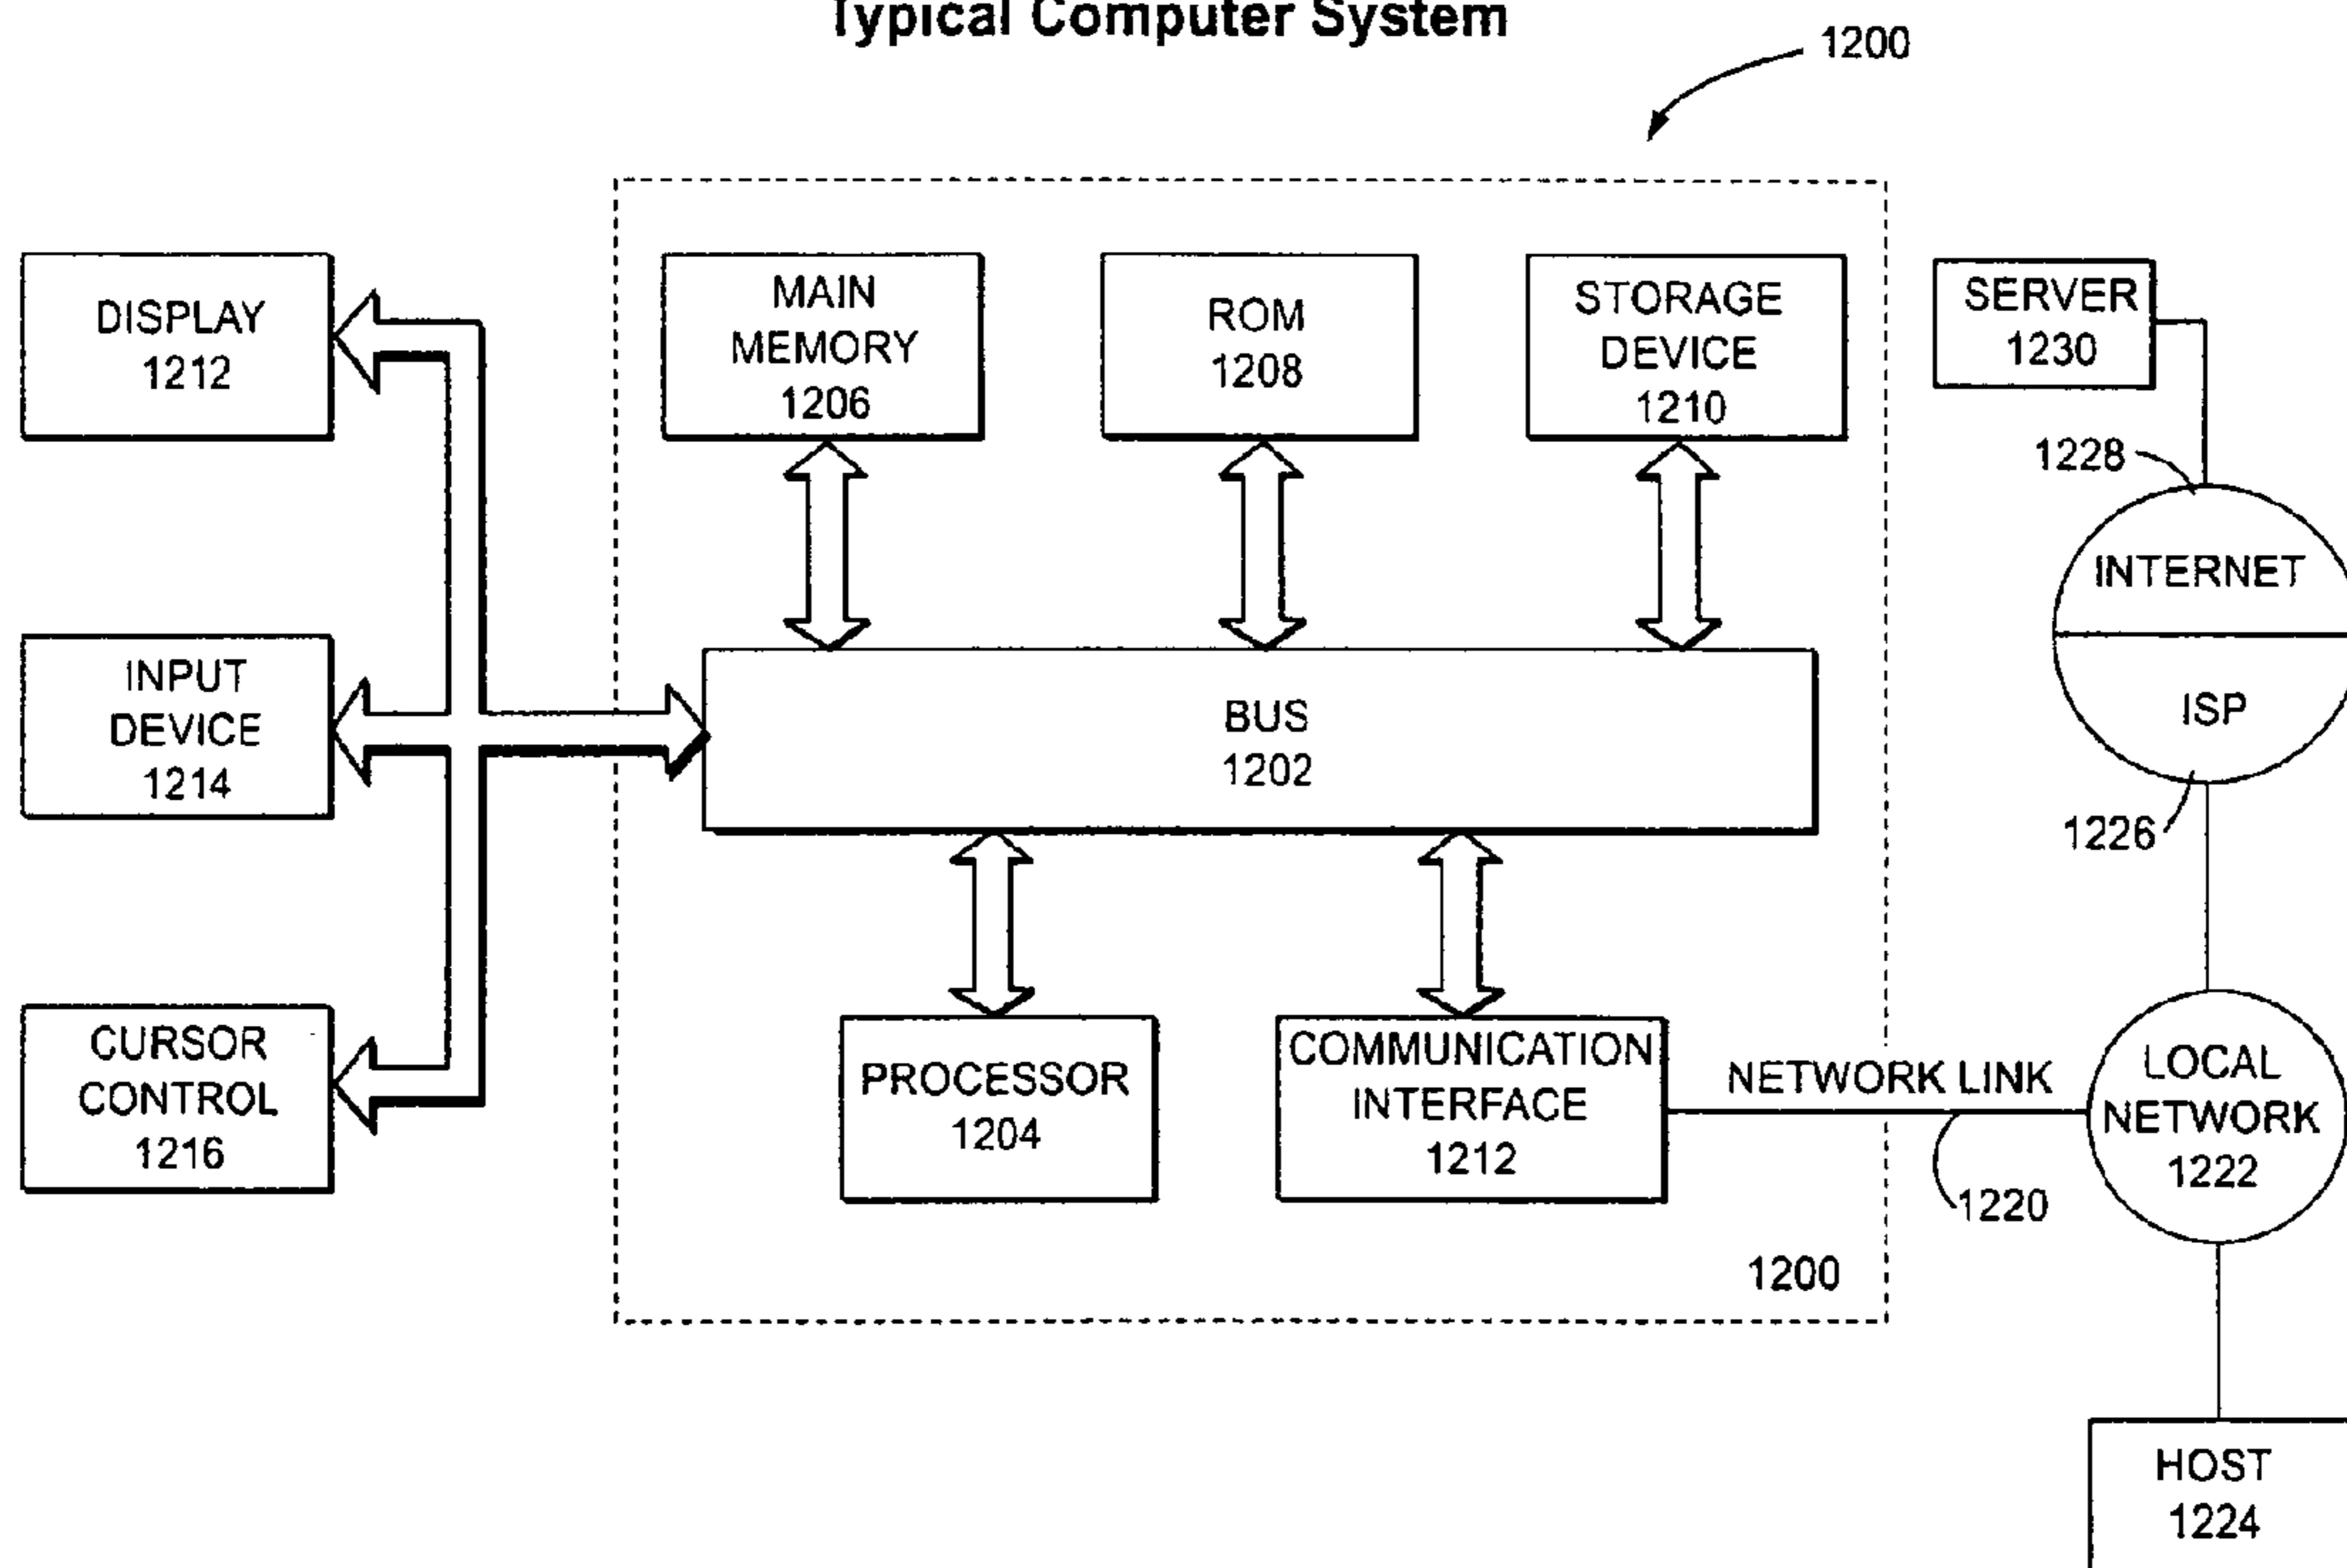 Typical Computer System
1200
DISPLAY
1212
MAIN
MEMORY
1206
ROM
1208
STORAGE
DEVICE
1210
SERVER
1230
1228
INTERNET
ISP
1226
INPUT
DEVICE
1214
BUS
1202
CURSOR
CONTROL
1216
PROCESSOR
1204
COMMUNICATION
INTERFACE
1212
NETWORK LINK
1220
LOCAL
NETWORK
1222
1200
HOST
1224